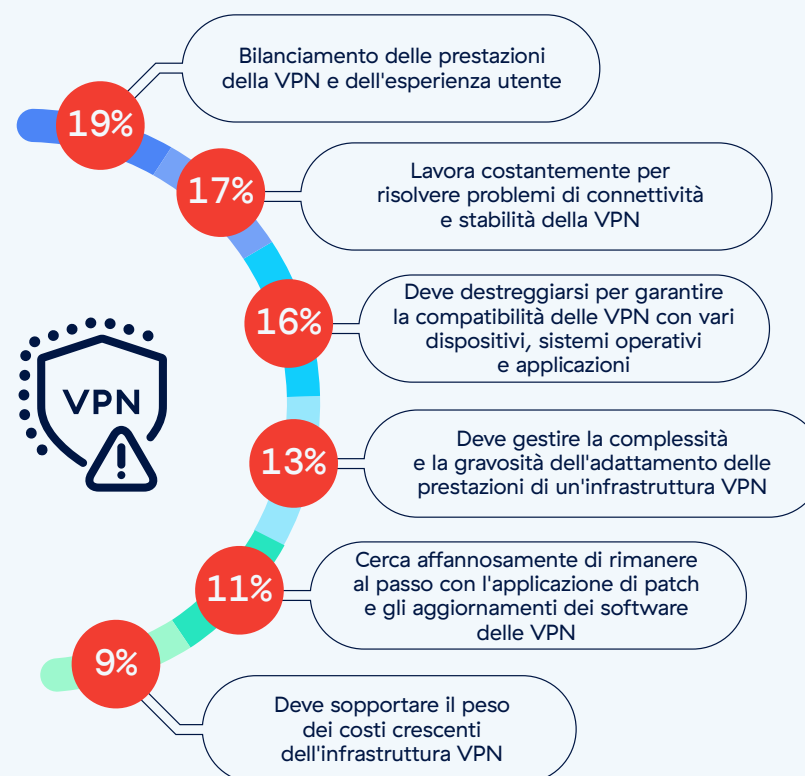 19%
Bilanciamento delle prestazioni
della VPN e dell'esperienza utente
17%
Lavora costantemente per
risolvere problemi di connettività
e stabilità della VPN
16%
Deve destreggiarsi per garantire
la compatibilità delle VPN con vari
dispositivi, sistemi operativi
e applicazioni
VPN
13%
Deve gestire la complessità
e la gravosità dell'adattamento delle
prestazioni di un'infrastruttura VPN
11%
Cerca affannosamente di rimanere
al passo con l'applicazione di patch
e gli aggiornamenti dei software
delle VPN
9%
Deve sopportare il peso
dei costi crescenti
dell'infrastruttura VPN